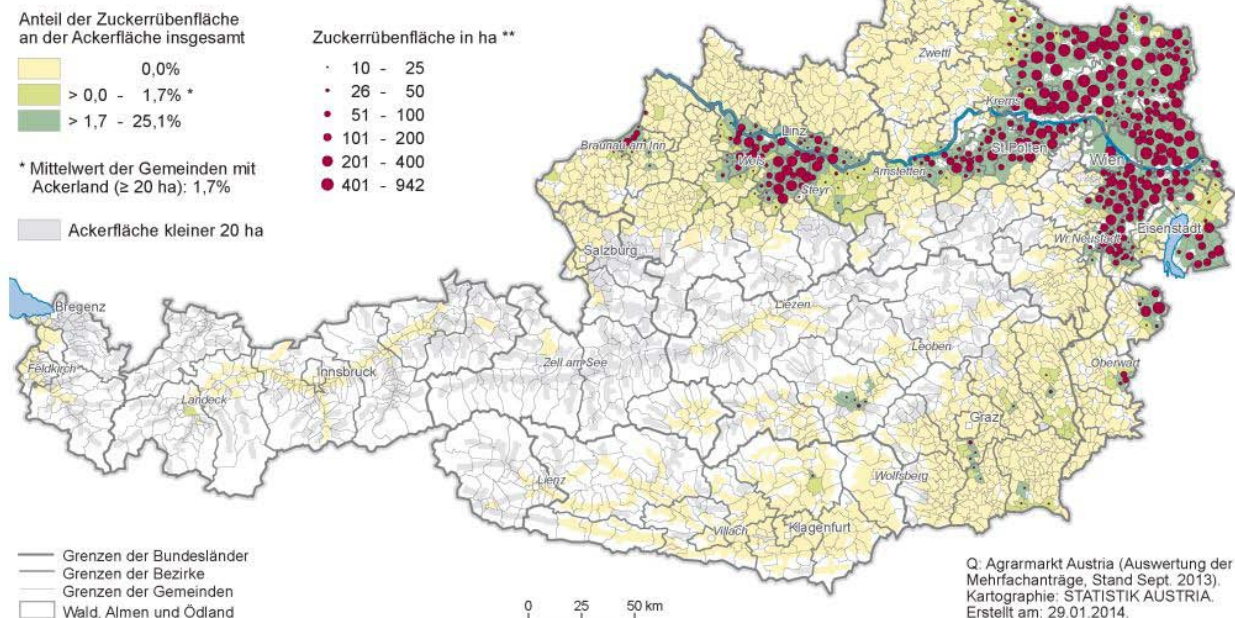 Anteil der Zuckerrübenfläche
an der Ackerfläche insgesamt
0,0%
> 0,0 - 1,7% *
> 1,7 - 25,1%
* Mittelwert der Gemeinden mit
Ackerland (≥ 20 ha): 1,7%
Ackerfläche kleiner 20 ha
Zuckerrübenfläche in ha **
10 - 25
26 - 50
51 - 100
101 - 200
201 - 400
401 - 942
Zwettl
Krems
Linz
Braunau am Inn
Wels
St.Pölten
Wien
Amstetten
Steyr
Eisenstadt
Wr.Neustadt
Salzburg
Bregenz
Liezen
Leoben
Zell am See
Oberwart
Feldkirch
Innsbruck
Landeck
Graz
Wolfsberg
Lienz
Villach
Klagenfurt
Grenzen der Bundesländer
Grenzen der Bezirke
Grenzen der Gemeinden
Wald, Almen und Ödland
0 25 50 km
Q: Agrarmarkt Austria (Auswertung der
Mehrfachanträge, Stand Sept. 2013).
Kartographie: STATISTIK AUSTRIA.
Erstellt am: 29.01.2014.